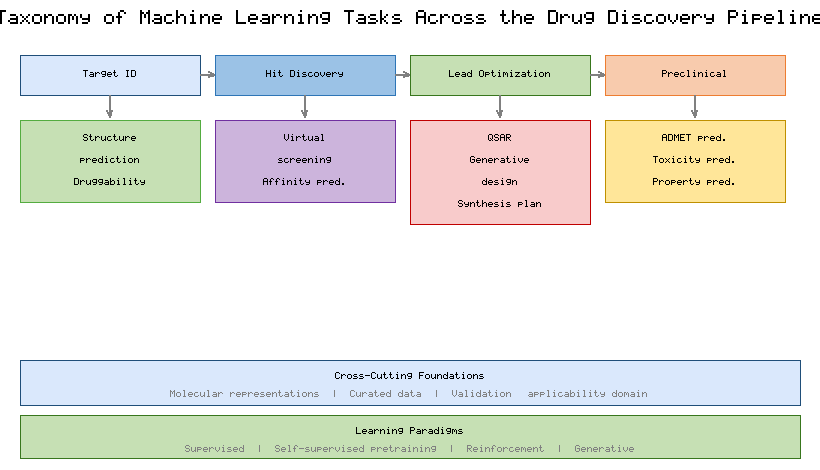 Taxonomy of Machine Learning Tasks Across the Drug Discovery Pipeline
Target ID
Hit Discovery
Lead Optimization
Preclinical
Structure
prediction
Druggability
Virtual
screening
Affinity pred.
QSAR
Generative
design
Synthesis plan
ADMET pred.
Toxicity pred.
Property pred.
Cross-Cutting Foundations
Molecular representations | Curated data | Validation applicability domain
Learning Paradigms
Supervised | Self-supervised pretraining | Reinforcement | Generative